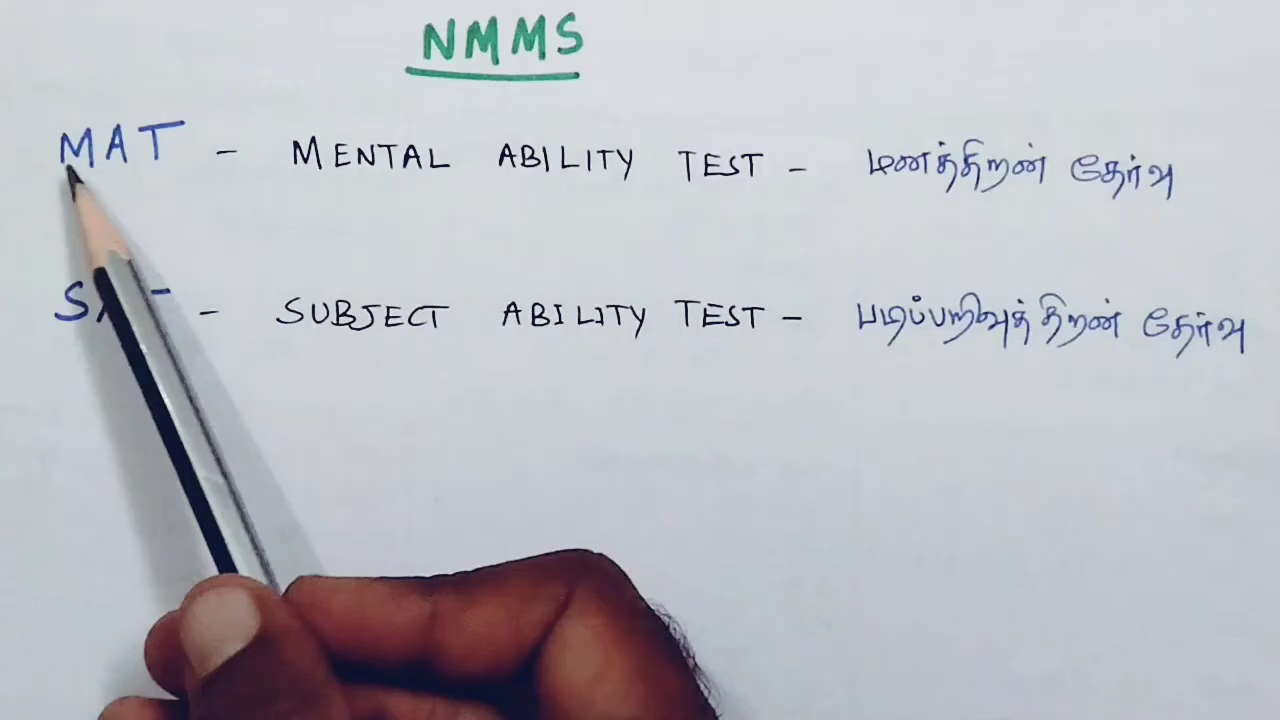 NMMS
MAT - MENTAL ABILITY TEST - மனத்திறன் தேர்வு
- SUBJECT ABILITY TEST - படிப்பறிவுத் திறன் தேர்வு